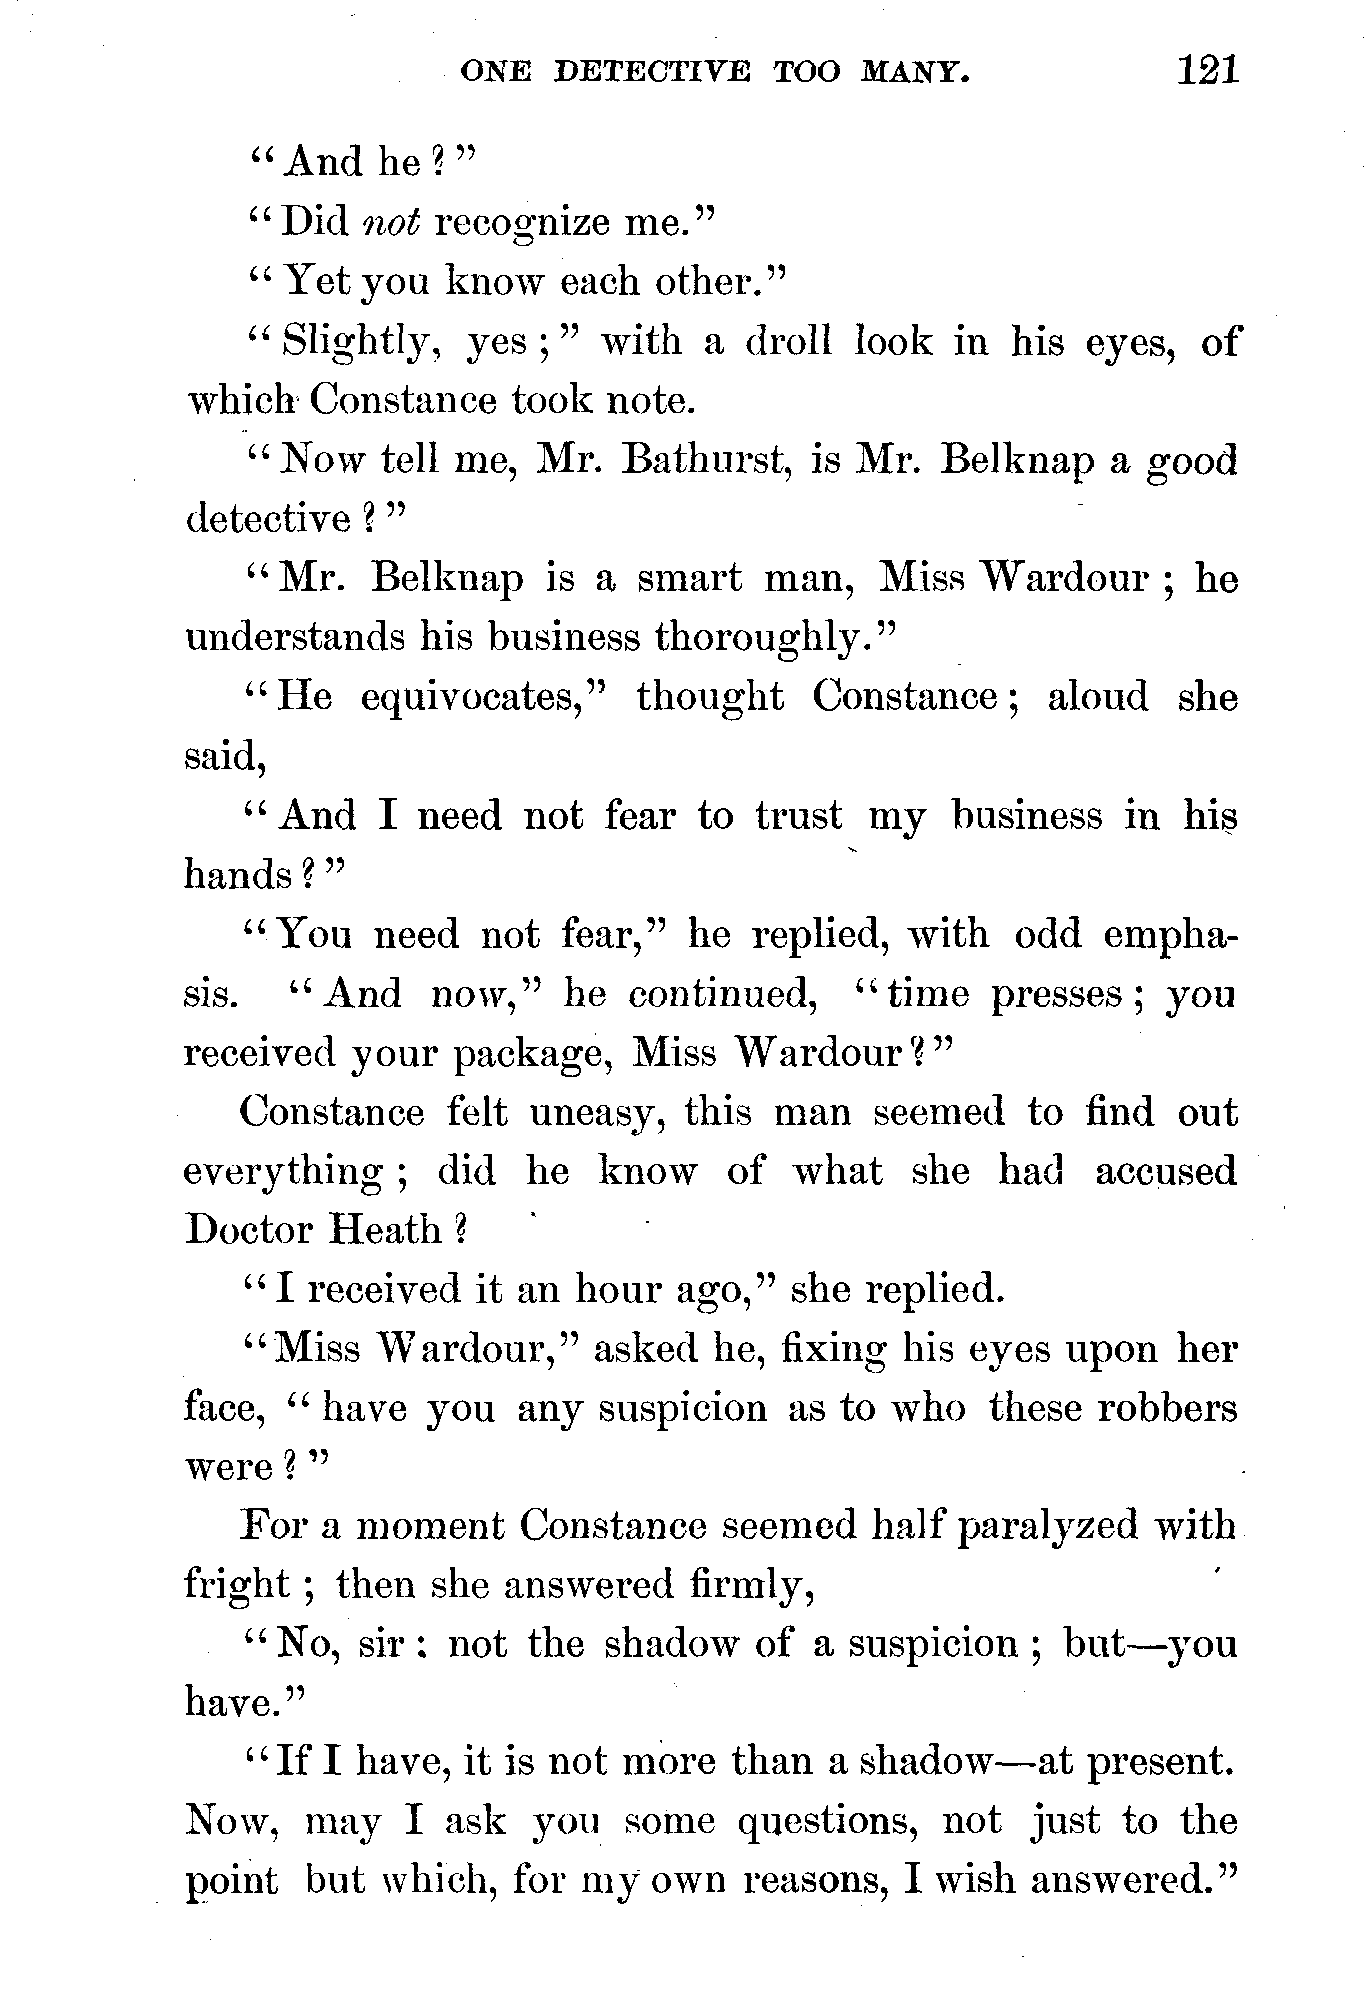 ONE DETECTIVE TOO MANY. 121
"And he?"
"Did not recognize me."
"Yet you know each other."
"Slightly, yes;" with a droll look in his eyes, of
which Constance took note.
"Now tell me, Mr. Bathurst, is Mr. Belknap a good
detective?"
"Mr. Belknap is a smart man, Miss Wardour; he
understands his business thoroughly."
"He equivocates," thought Constance; aloud she
said,
"And I need not fear to trust my business in his
hands?"
"You need not fear," he replied, with odd empha-
sis. "And now," he continued, "time presses; you
received your package, Miss Wardour?"
Constance felt uneasy, this man seemed to find out
everything; did he know of what she had accused
Doctor Heath?
"I received it an hour ago," she replied.
"Miss Wardour," asked he, fixing his eyes upon her
face, "have you any suspicion as to who these robbers
were?"
For a moment Constance seemed half paralyzed with
fright; then she answered firmly,
"No, sir: not the shadow of a suspicion; but—you
have."
"If I have, it is not more than a shadow—at present.
Now, may I ask you some questions, not just to the
point but which, for my own reasons, I wish answered."